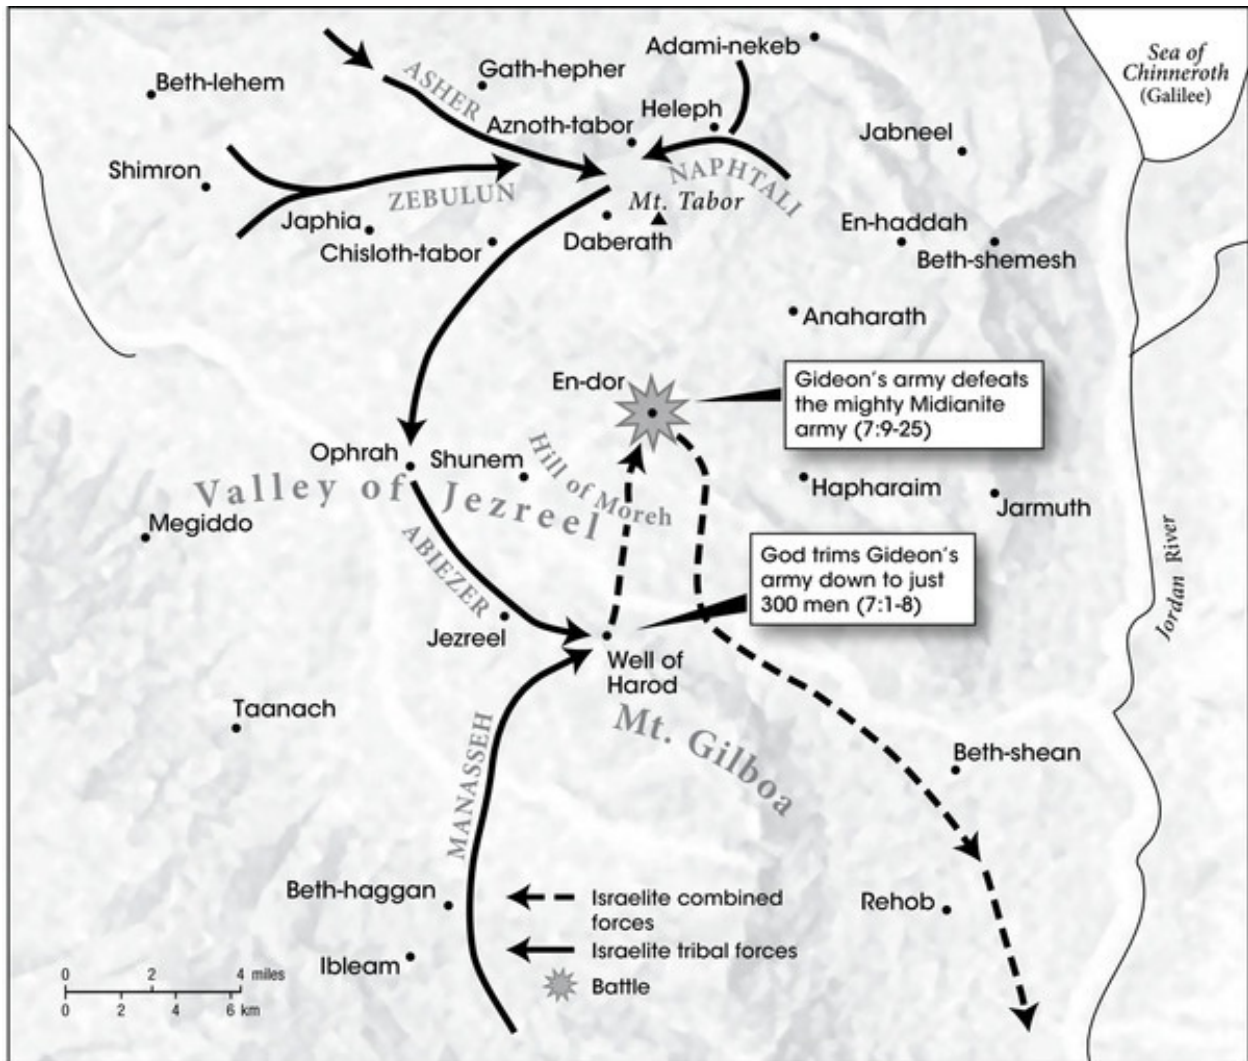 Adami-nekeb
Sea of
Chinneroth
(Galilee)
Beth-lehem
ASHER
Gath-hepher
Heleph
Aznoth-tabor
Jabneel
Shimron
ZEBULUN
NAPHTALI
Mt. Tabor
Japhia
Chisloth-tabor
Daberath
En-haddah
Beth-shemesh
Anaharath
En-dor
Gideon's army defeats
the mighty Midianite
army (7:9-25)
Ophrah
Shunem
Hill of Moreh
Valley of Jezreel
Hapharaim
Jarmuth
Megiddo
ABIEZER
God trims Gideon's
army down to just
300 men (7:1-8)
Jordan River
Jezreel
Well of
Harod
Taanach
MANASSEH
Mt. Gilboa
Beth-shean
Beth-haggan
Rehob
Ibleam
Israelite combined
forces
Israelite tribal forces
Battle
0 2 4 miles
0 2 4 6 km